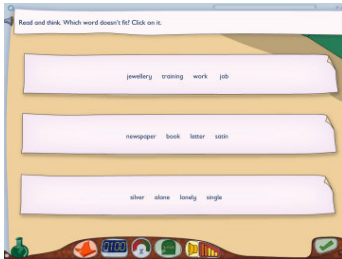 Read and think. Which word doesn't fit? Click on it.
jewellery training work job
newspaper book letter satin
silver alone lonely single